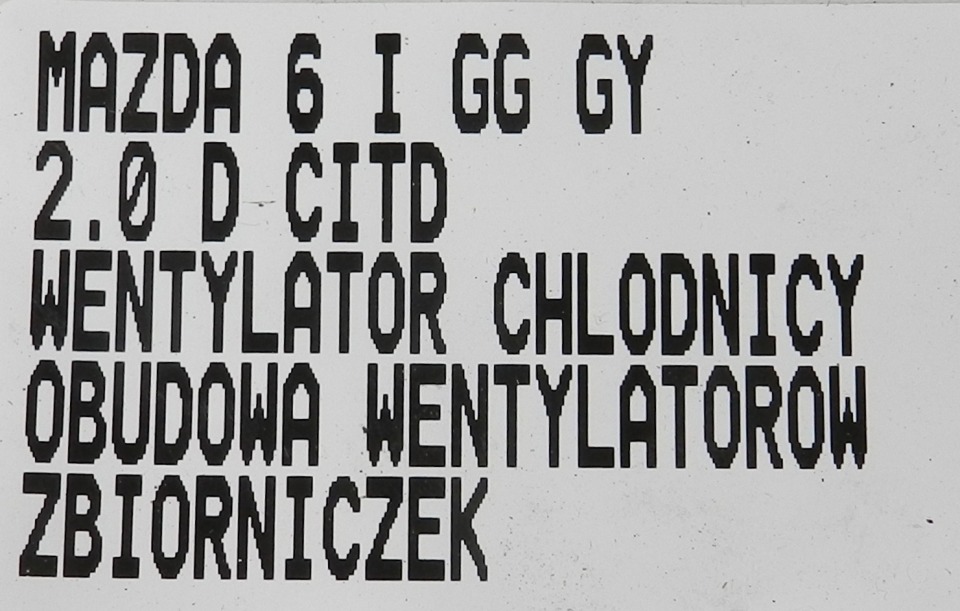 MAZDA 6 I GG GY
2.0 D CITD
WENTYLATOR CHLODNICY
OBUDOWA WENTYLATOROW
ZBIORNICZEK